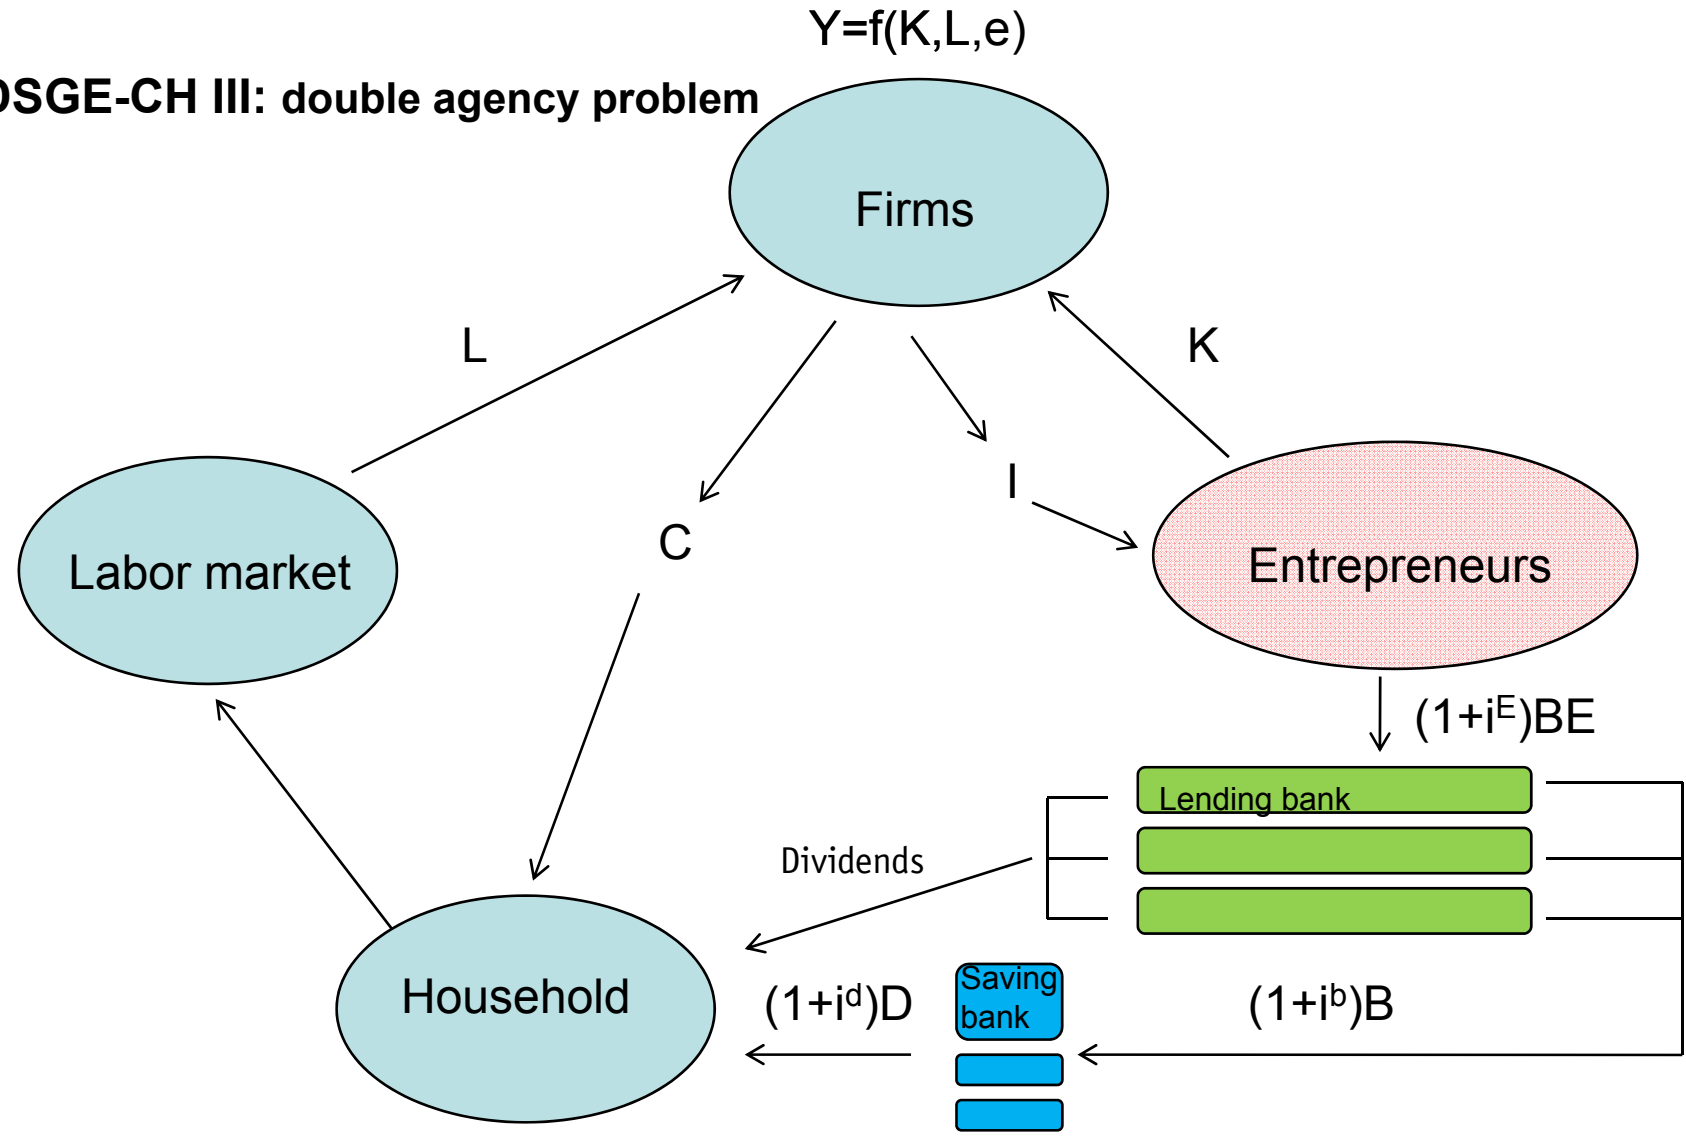 Y=f(K,L,e)
DSGE-CH III: double agency problem
Firms
L
K
I
C
Labor market
Entrepreneurs
(1+i^E)BE
Lending bank
Dividends
Household
(1+i^d)D
Saving
bank
(1+i^b)B